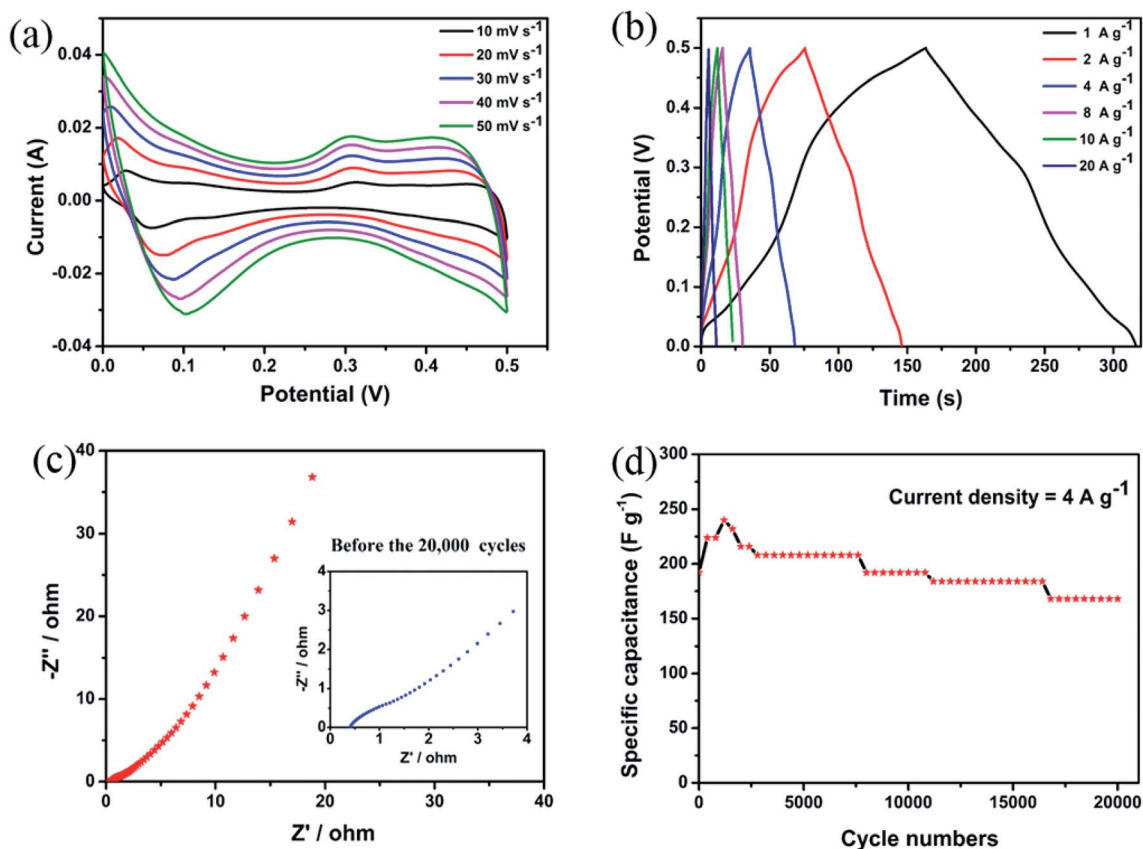 (a)
10 mV s⁻¹
20 mV s⁻¹
30 mV s⁻¹
40 mV s⁻¹
50 mV s⁻¹
0.04
0.02
0.00
-0.02
-0.04
Current (A)
0.0 0.1 0.2 0.3 0.4 0.5
Potential (V)
(b)
1 A g⁻¹
2 A g⁻¹
4 A g⁻¹
8 A g⁻¹
10 A g⁻¹
20 A g⁻¹
0.5
0.3
0.2
0.0
Potential (V)
0 50 100 150 200 250 300
Time (s)
(c)
40
30
20
10
0
-Z'' / ohm
0 10 20 30 40
Z' / ohm
Before the 20,000 cycles
4
3
2
1
0
-Z'' / ohm
0 1 2 3 4
Z' / ohm
(d)
Current density = 4 A g⁻¹
300
250
200
150
100
50
0
Specific capacitance (F g⁻¹)
0 5000 10000 15000 20000
Cycle numbers